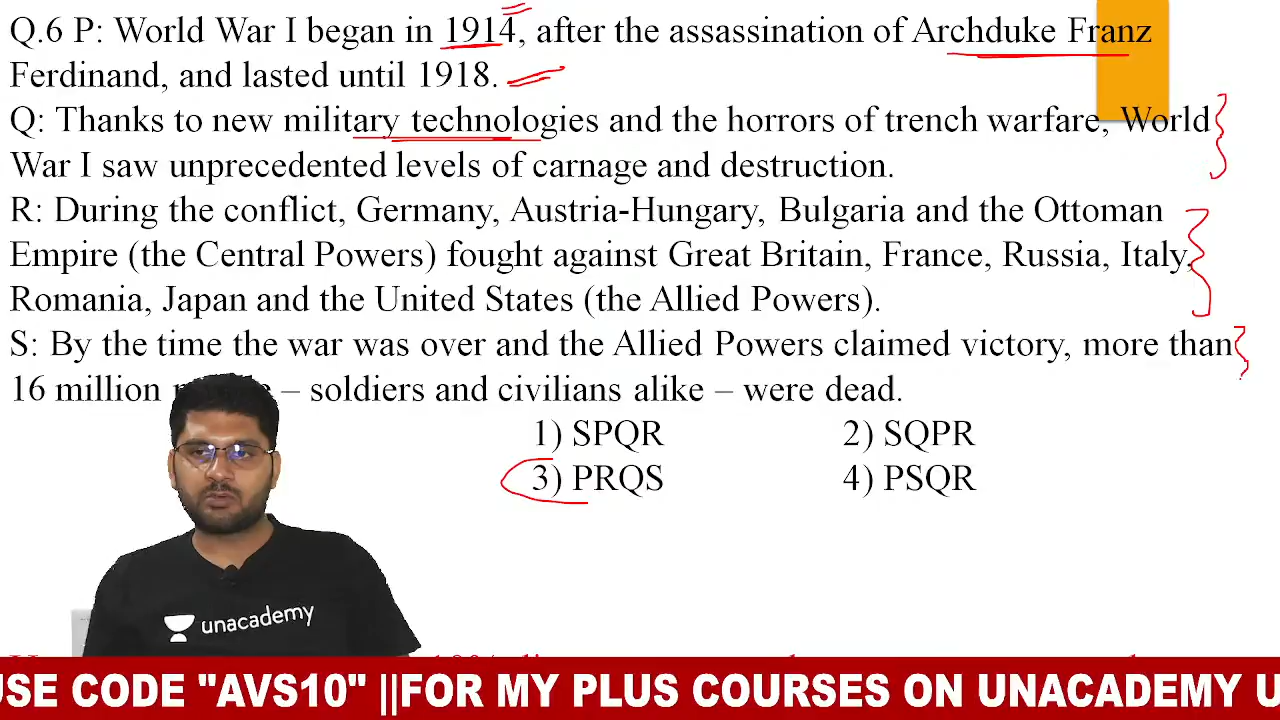 Q.6 P: World War I began in 1914, after the assassination of Archduke Franz
Ferdinand, and lasted until 1918.
Q: Thanks to new military technologies and the horrors of trench warfare, World
War I saw unprecedented levels of carnage and destruction.
R: During the conflict, Germany, Austria-Hungary, Bulgaria and the Ottoman
Empire (the Central Powers) fought against Great Britain, France, Russia, Italy,
Romania, Japan and the United States (the Allied Powers).
S: By the time the war was over and the Allied Powers claimed victory, more than
16 million – soldiers and civilians alike – were dead.
1) SPQR 2) SQPR
3) PRQS 4) PSQR
unacademy
USE CODE "AVS10" ||FOR MY PLUS COURSES ON UNACADEMY U